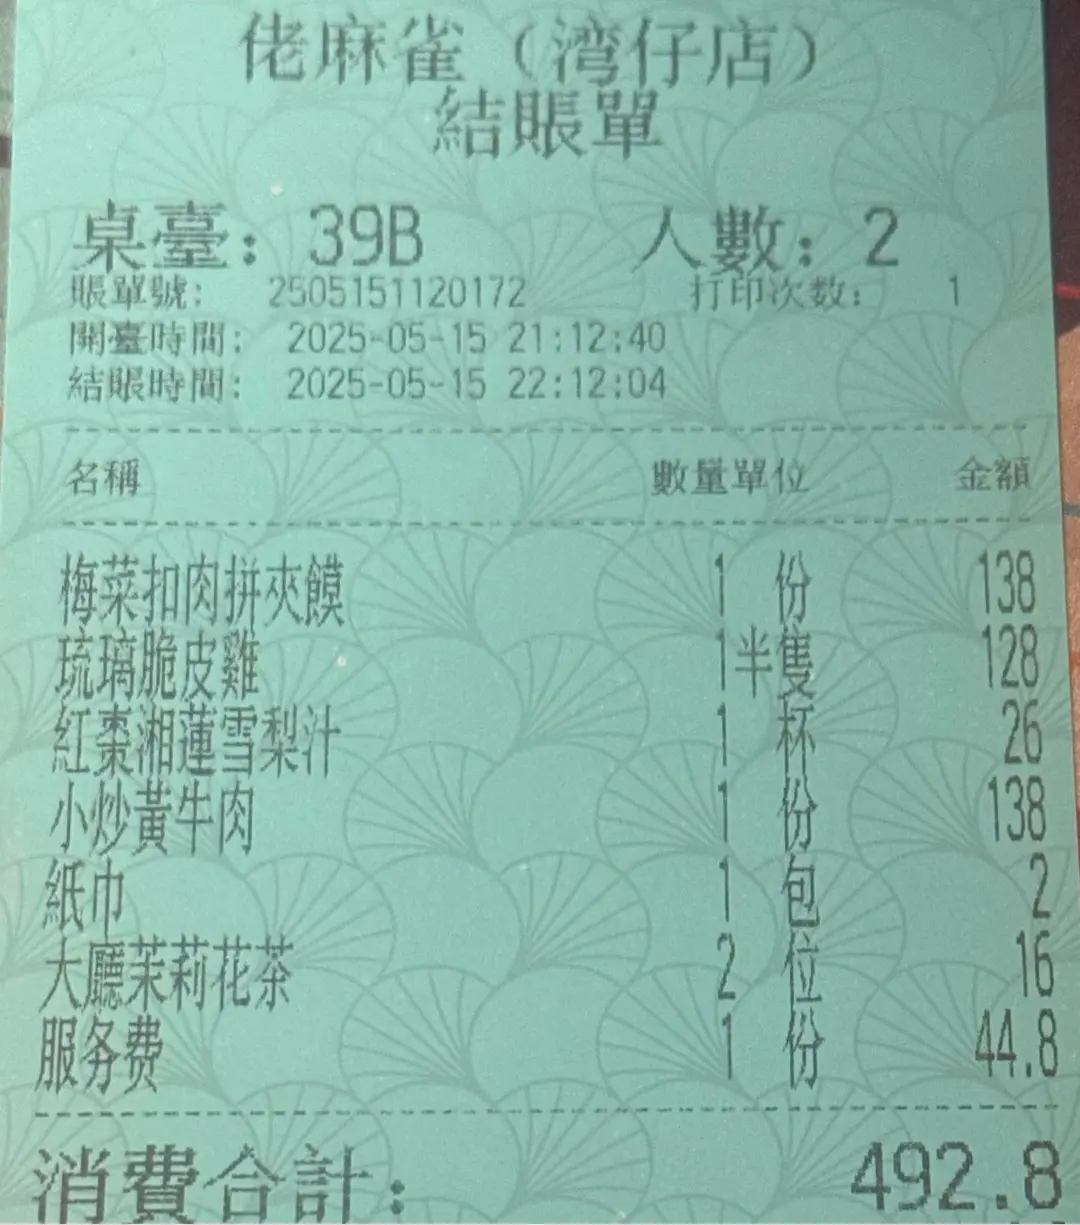 佬麻雀（湾仔店）
結賬單
桌臺：39B 人數：2
賬單號：2505151120172 打印次数：1
開臺時間：2025-05-15 21:12:40
結賬時間：2025-05-15 22:12:04
名稱 數量單位 金額
梅菜扣肉拼夾饃 1 份 138
琉璃脆皮雞 1半隻 128
紅棗湘蓮雪梨汁 1 杯 26
小炒黃牛肉 1 份 138
紙巾 1 包 2
大廳茉莉花茶 2 位 16
服务费 1 份 44.8
消費合計：492.8